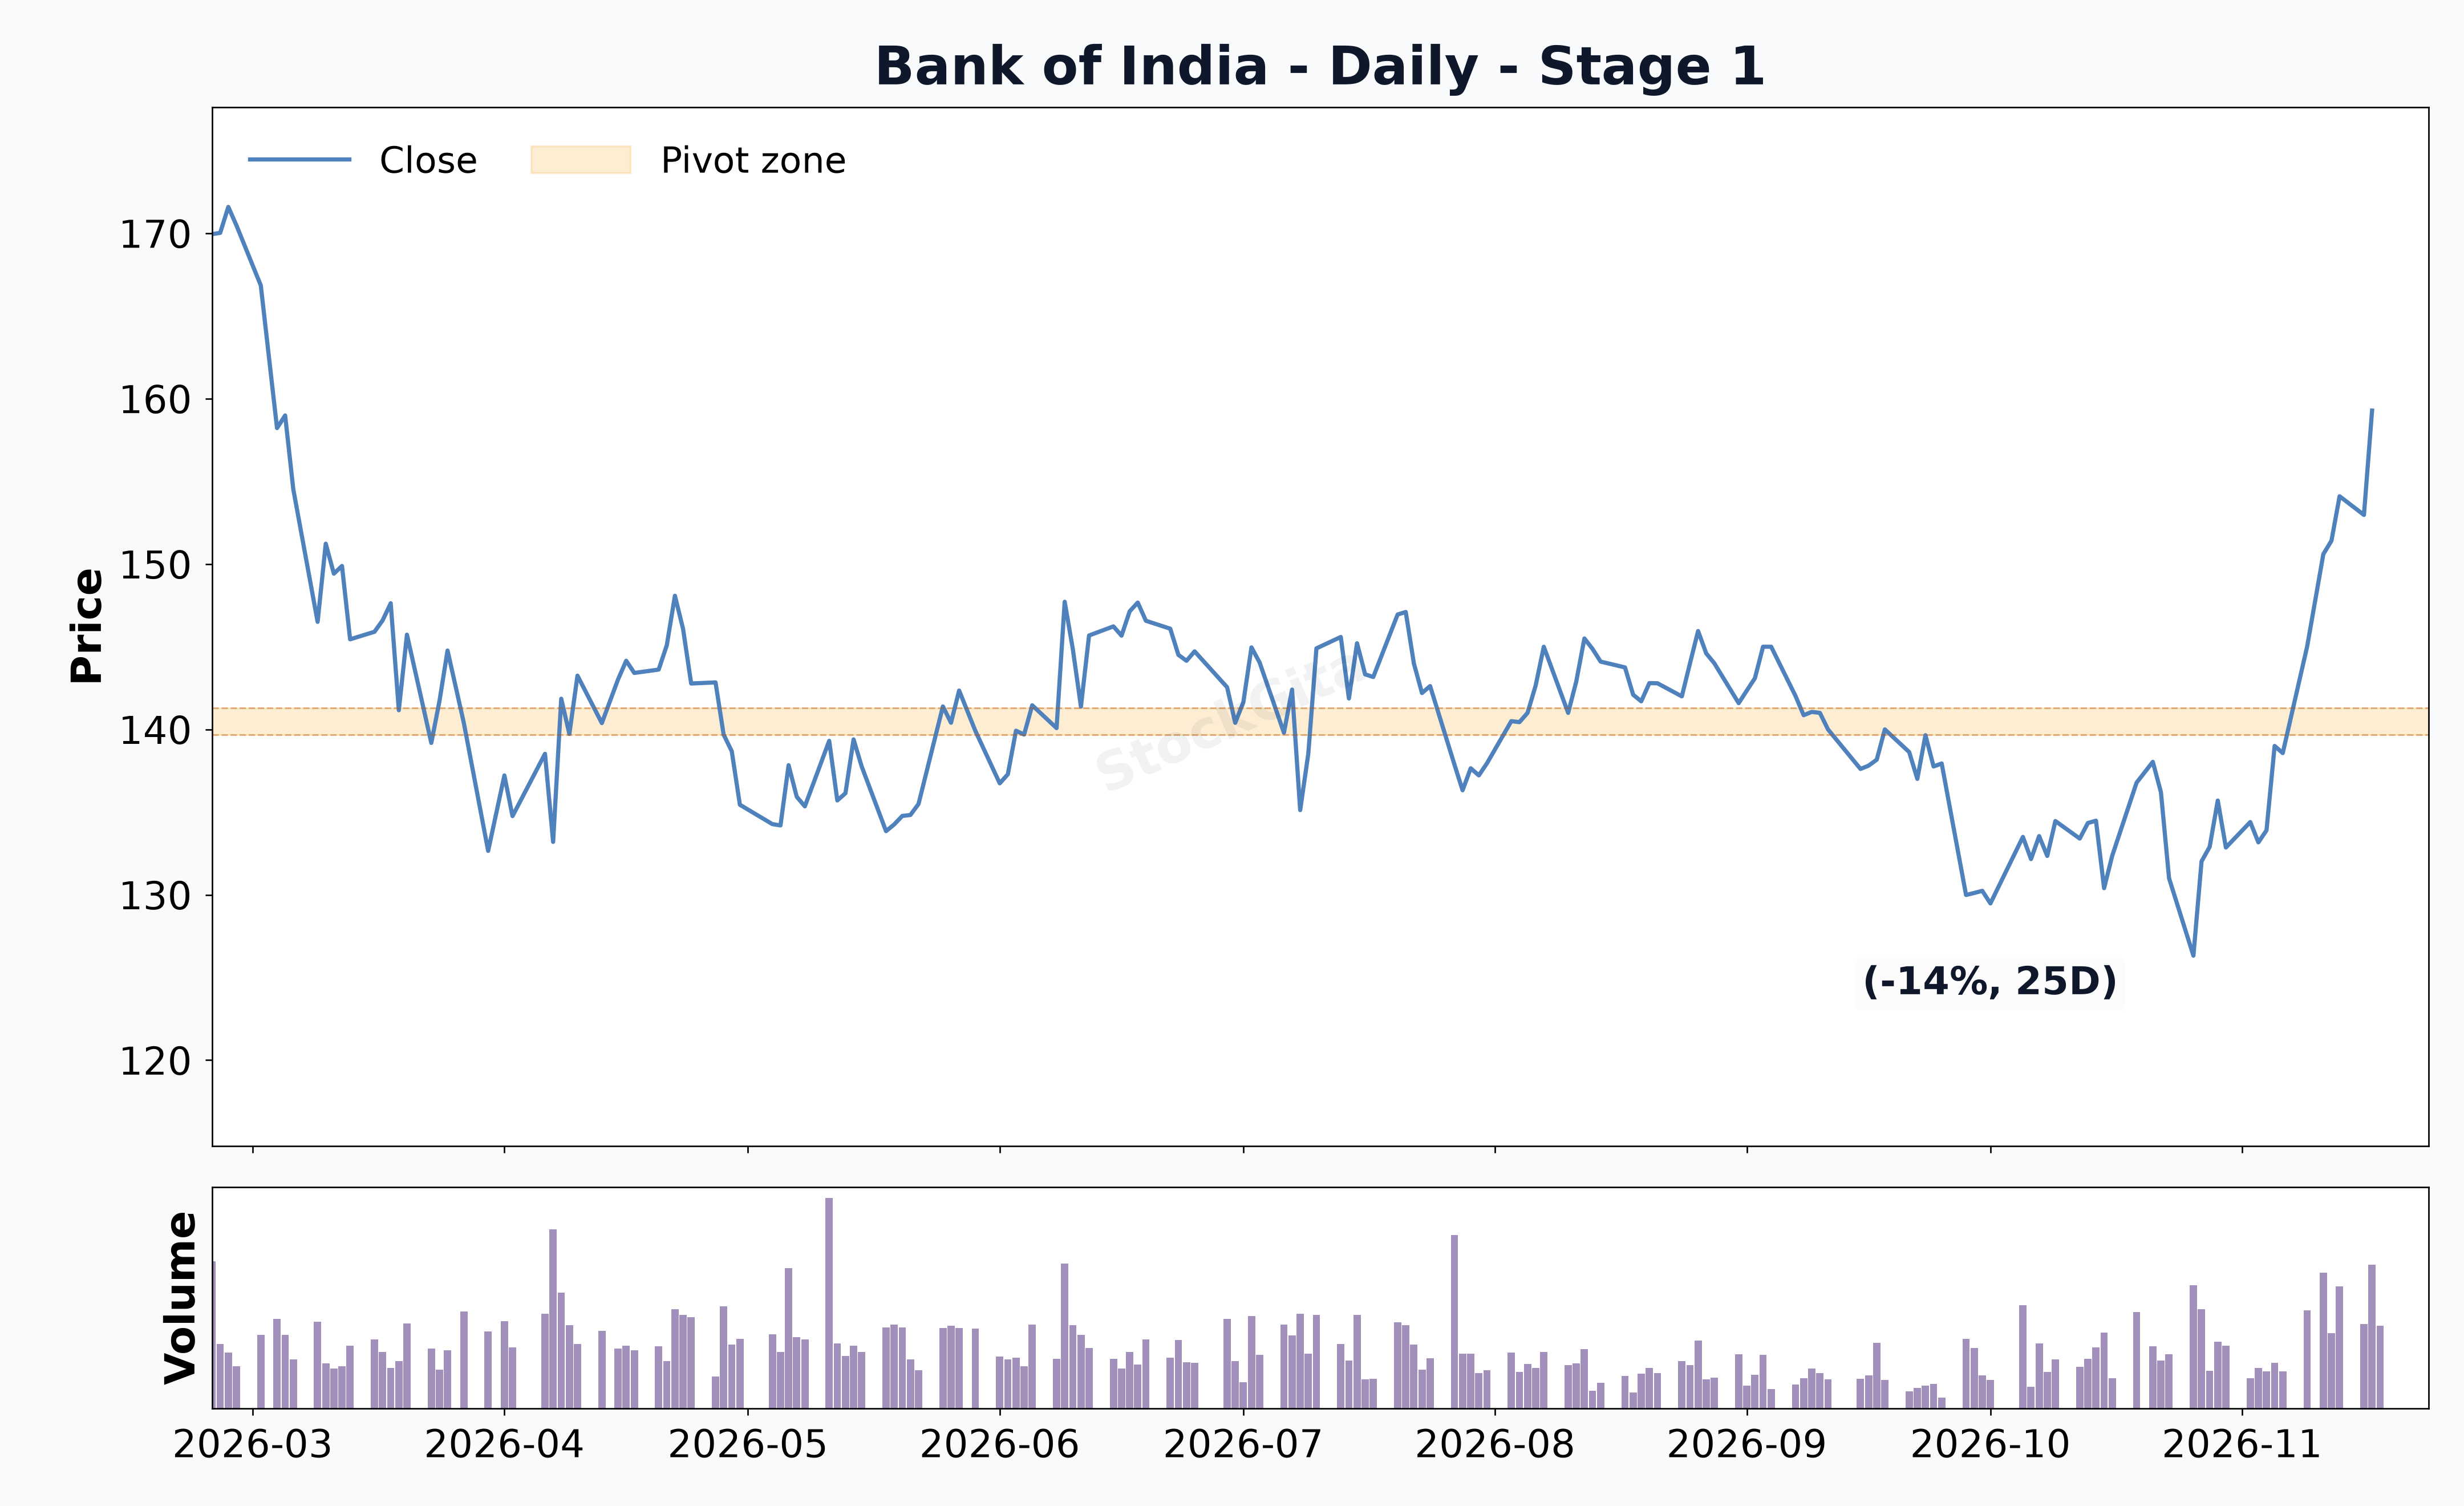 Bank of India - Daily - Stage 1
Close
Pivot zone
Price
170
160
150
140
130
120
StockGita
(-14%, 25D)
Volume
2026-03
2026-04
2026-05
2026-06
2026-07
2026-08
2026-09
2026-10
2026-11